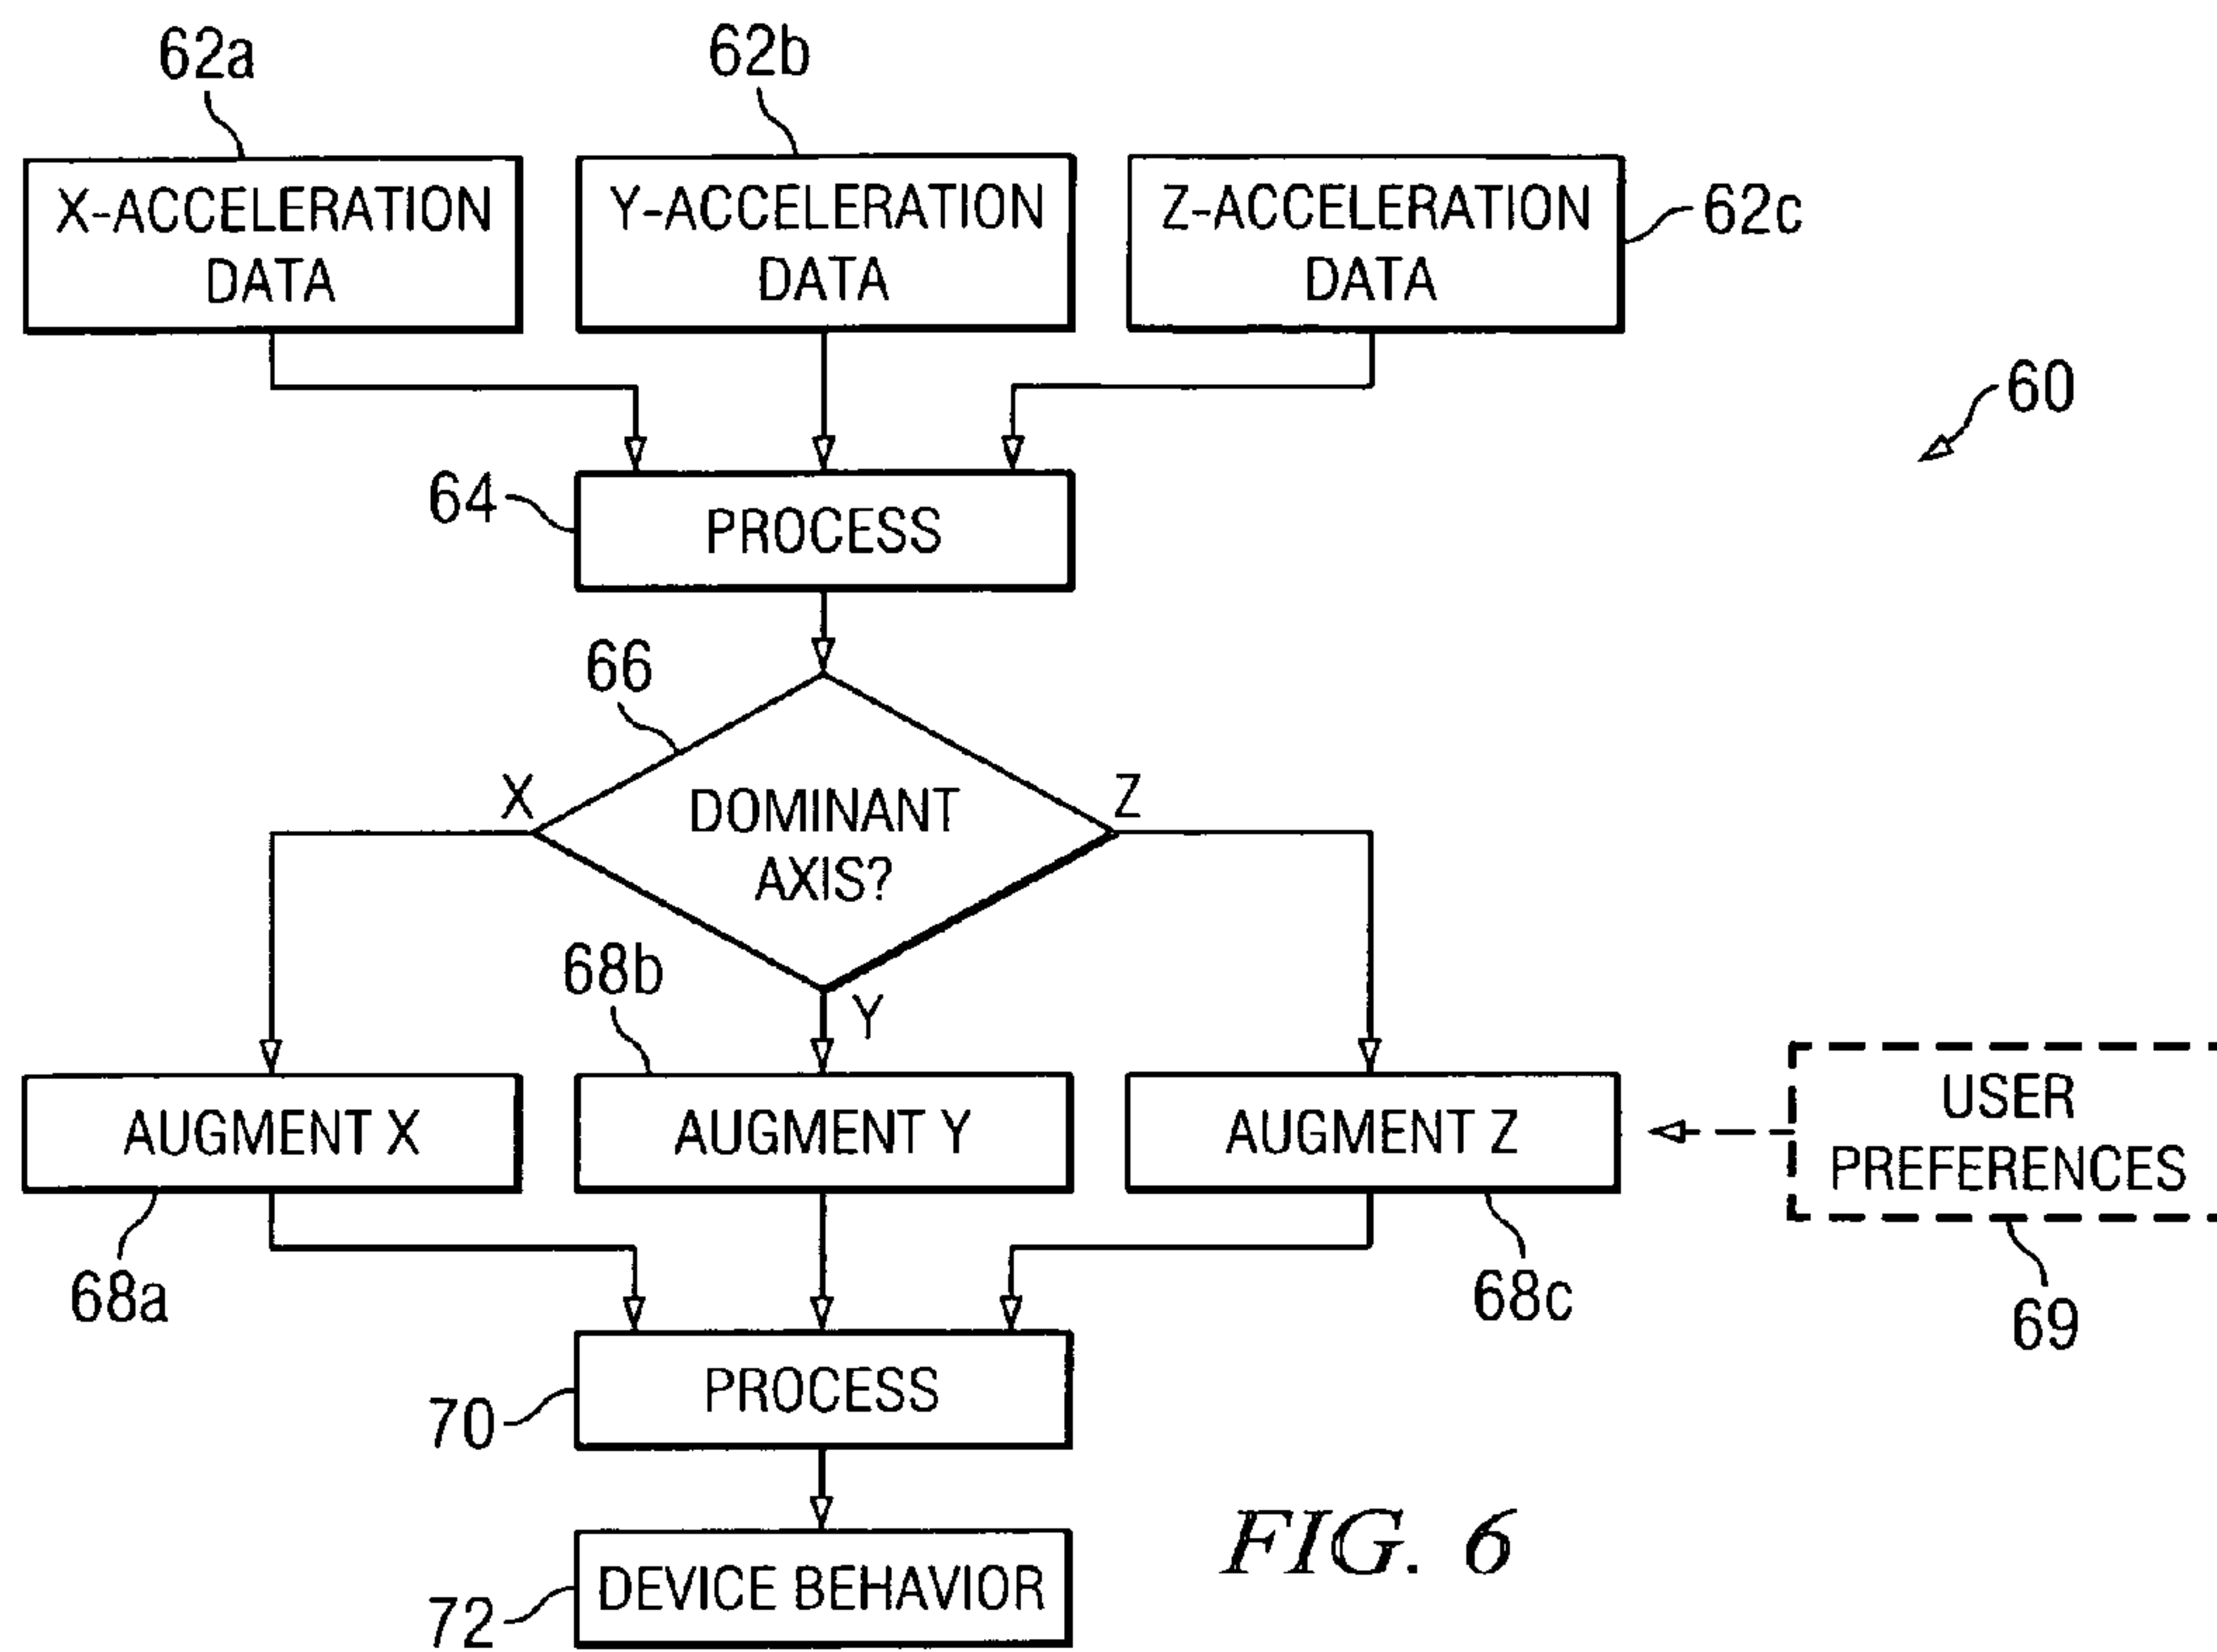 62a
62b
X-ACCELERATION
DATA
Y-ACCELERATION
DATA
Z-ACCELERATION
DATA
62c
60
64
PROCESS
66
X
DOMINANT
AXIS?
Z
68b
Y
AUGMENT X
AUGMENT Y
AUGMENT Z
USER
PREFERENCES
68a
68c
69
PROCESS
70
FIG. 6
DEVICE BEHAVIOR
72